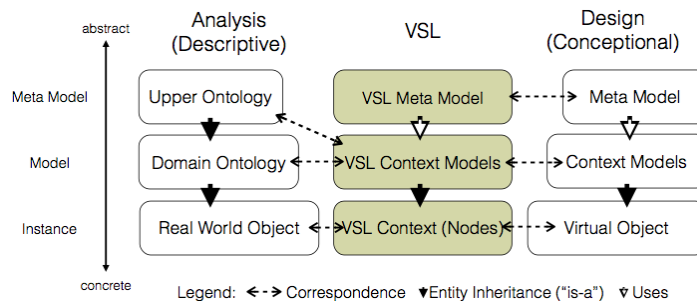 Analysis
(Descriptive)
VSL
Design
(Conceptional)
abstract
Meta Model
Upper Ontology
VSL Meta Model
Meta Model
Model
Domain Ontology
VSL Context Models
Context Models
Instance
Real World Object
VSL Context (Nodes)
Virtual Object
concrete
Legend: Correspondence Entity Inheritance ("is-a") Uses